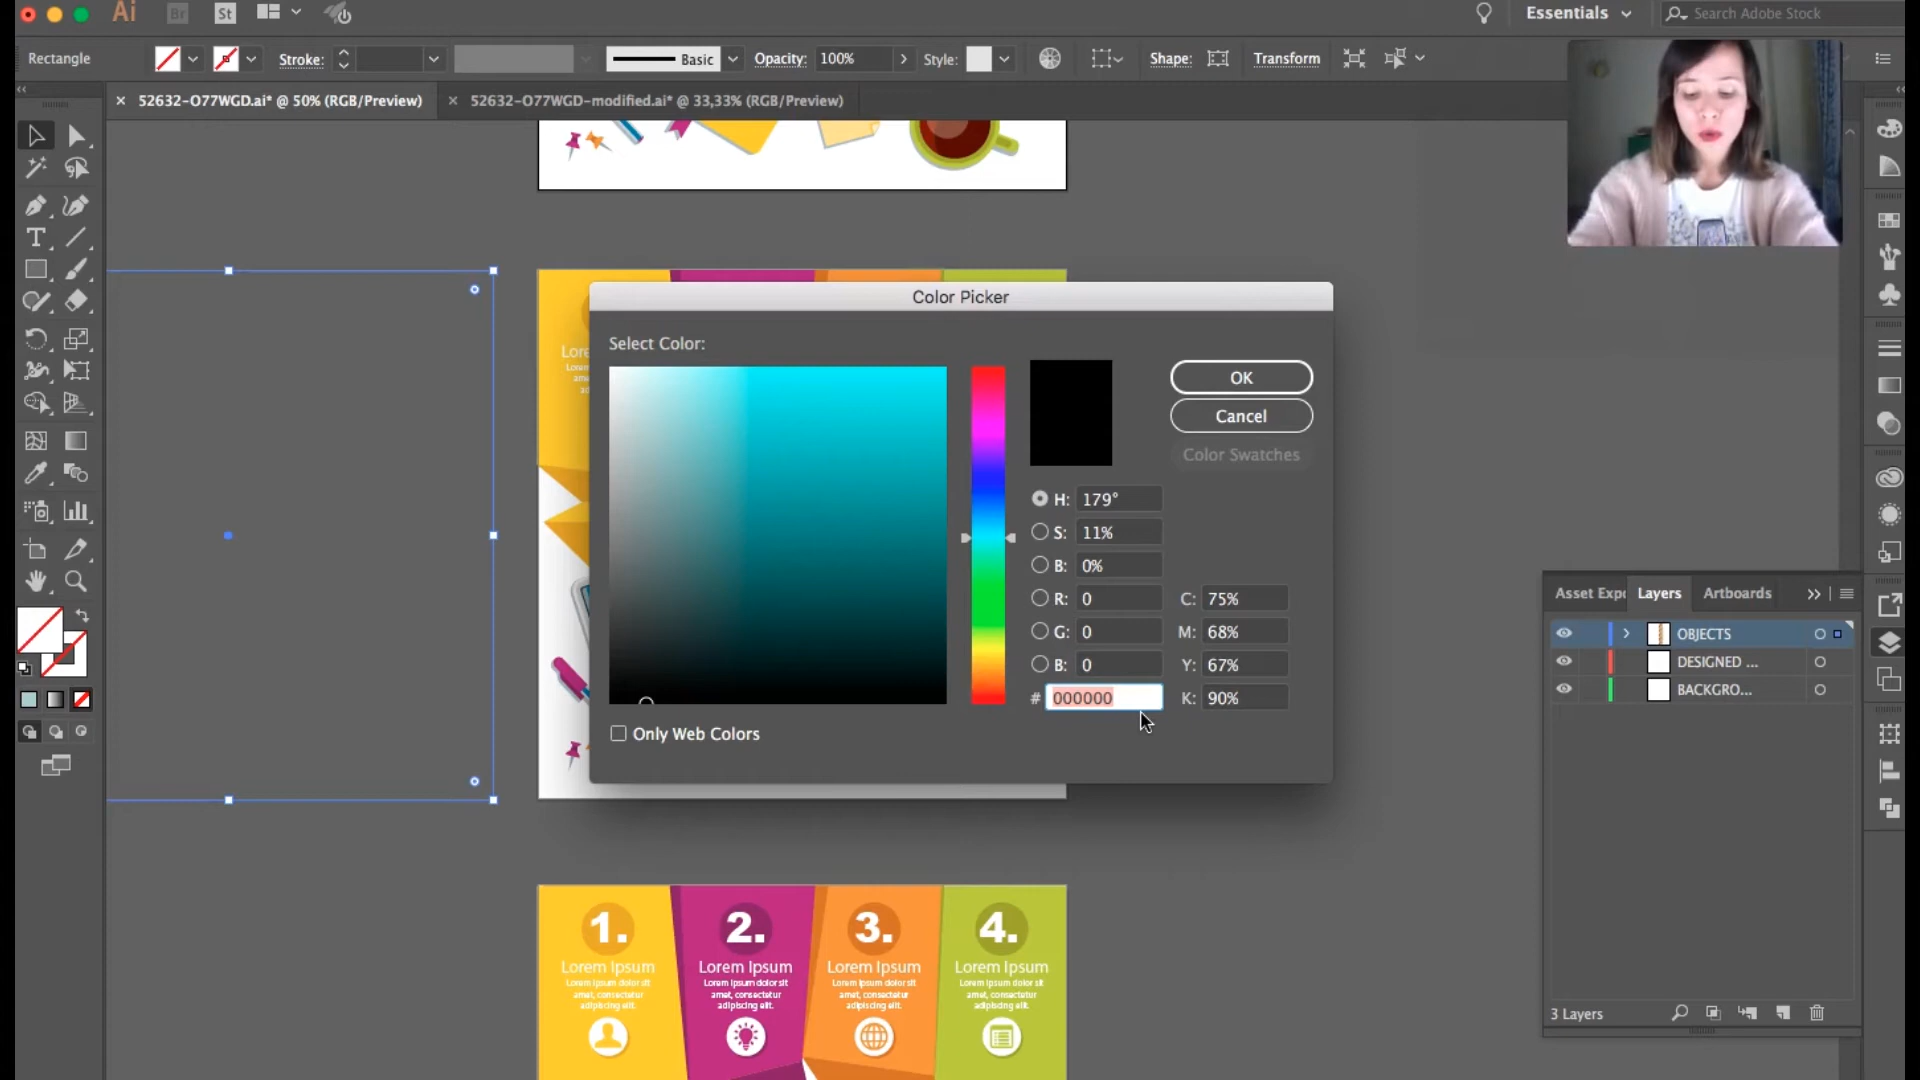 Ai Br St Essentials Search Adobe Stock
Rectangle Stroke: Basic Opacity: 100% Style: Shape: Transform
52632-O77WGD.ai* @ 50% (RGB/Preview) 52632-O77WGD-modified.ai* @ 33,33% (RGB/Preview)
Color Picker
Select Color:
OK
Cancel
Color Swatches
H: 179°
S: 11%
B: 0%
R: 0 C: 75%
G: 0 M: 68%
B: 0 Y: 67%
# 000000 K: 90%
Only Web Colors
Asset Expo Layers Artboards
OBJECTS
DESIGNED ...
BACKGRO...
3 Layers
1. 2. 3. 4.
Lorem Ipsum Lorem Ipsum Lorem Ipsum Lorem Ipsum
Lorem ipsum dolor sit Lorem ipsum dolor sit Lorem ipsum dolor sit Lorem ipsum dolor sit
amet, consectetur amet, consectetur amet, consectetur amet, consectetur
adipiscing elit. adipiscing elit. adipiscing elit. adipiscing elit.